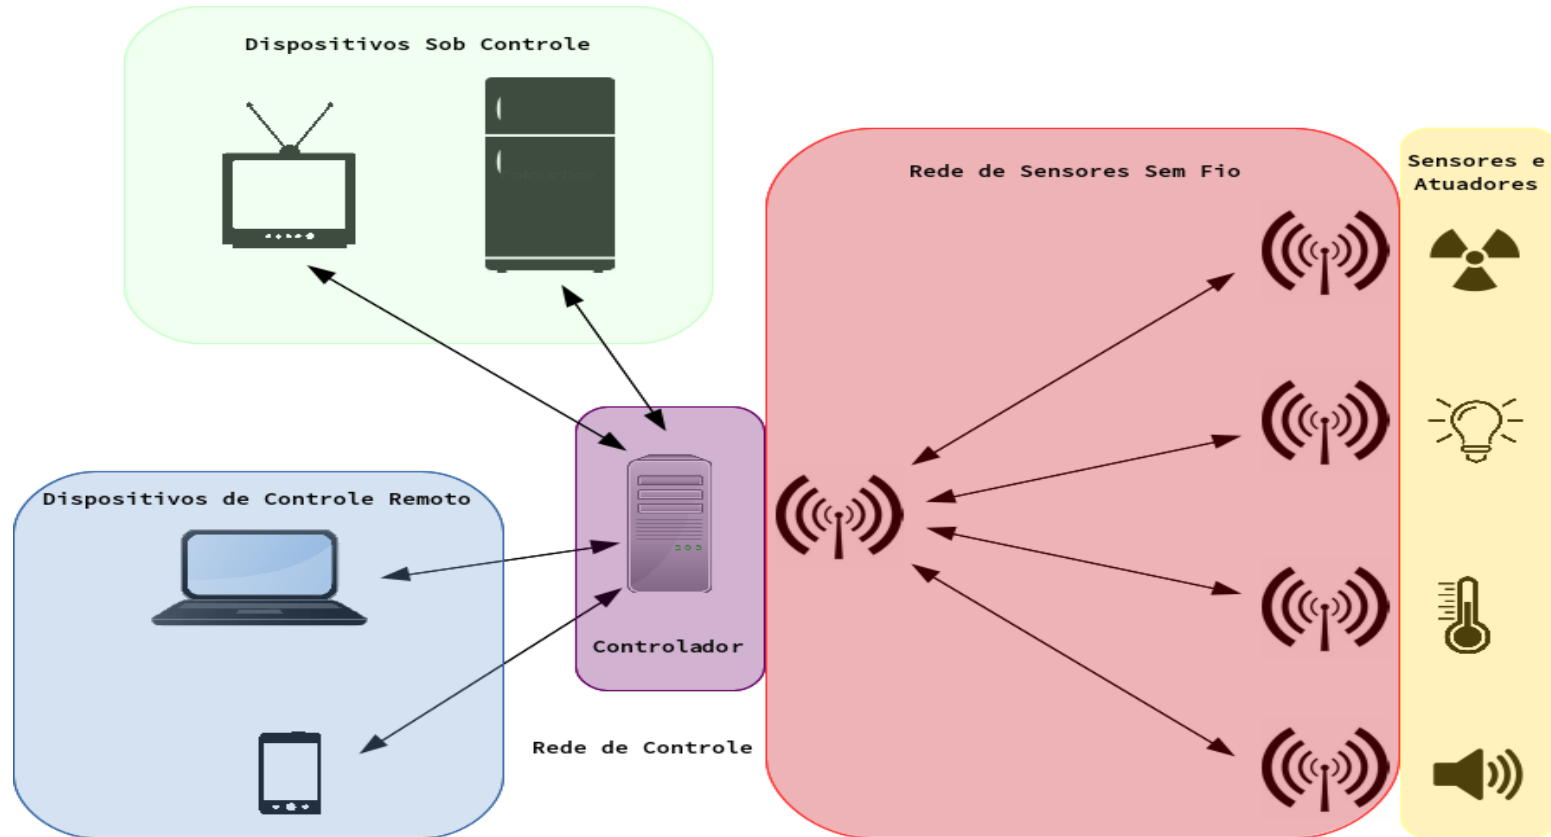 Dispositivos Sob Controle
Rede de Sensores Sem Fio
Sensores e
Atuadores
Dispositivos de Controle Remoto
Controlador
Rede de Controle